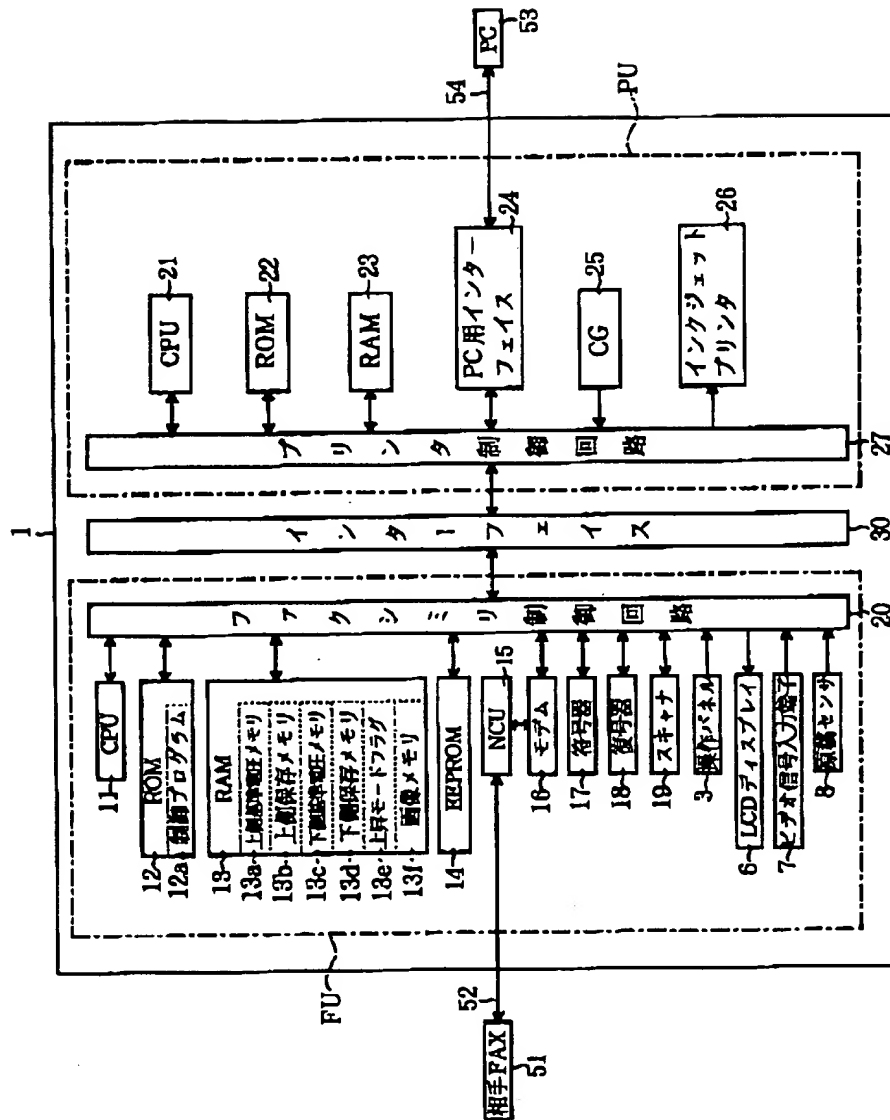 1
FU
PU
11
CPU
12
ROM
12a
制御プログラム
13
RAM
13a
上側基準電圧メモリ
13b
上側保存メモリ
13c
下側基準電圧メモリ
13d
下側保存メモリ
13e
上昇モードフラグ
13f
画像メモリ
14
EEPROM
15
NCU
16
モデム
17
符号器
18
復号器
19
スキャナ
3
操作パネル
6
LCDディスプレイ
7
ビデオ信号入力端子
8
原稿センサ
51
相手FAX
52
ファクシミリ制御回路
20
インターフェイス
30
プリンタ制御回路
27
CPU
21
ROM
22
RAM
23
PC用インター
フェイス
24
CG
25
インクジェット
プリンタ
26
54
PC
53